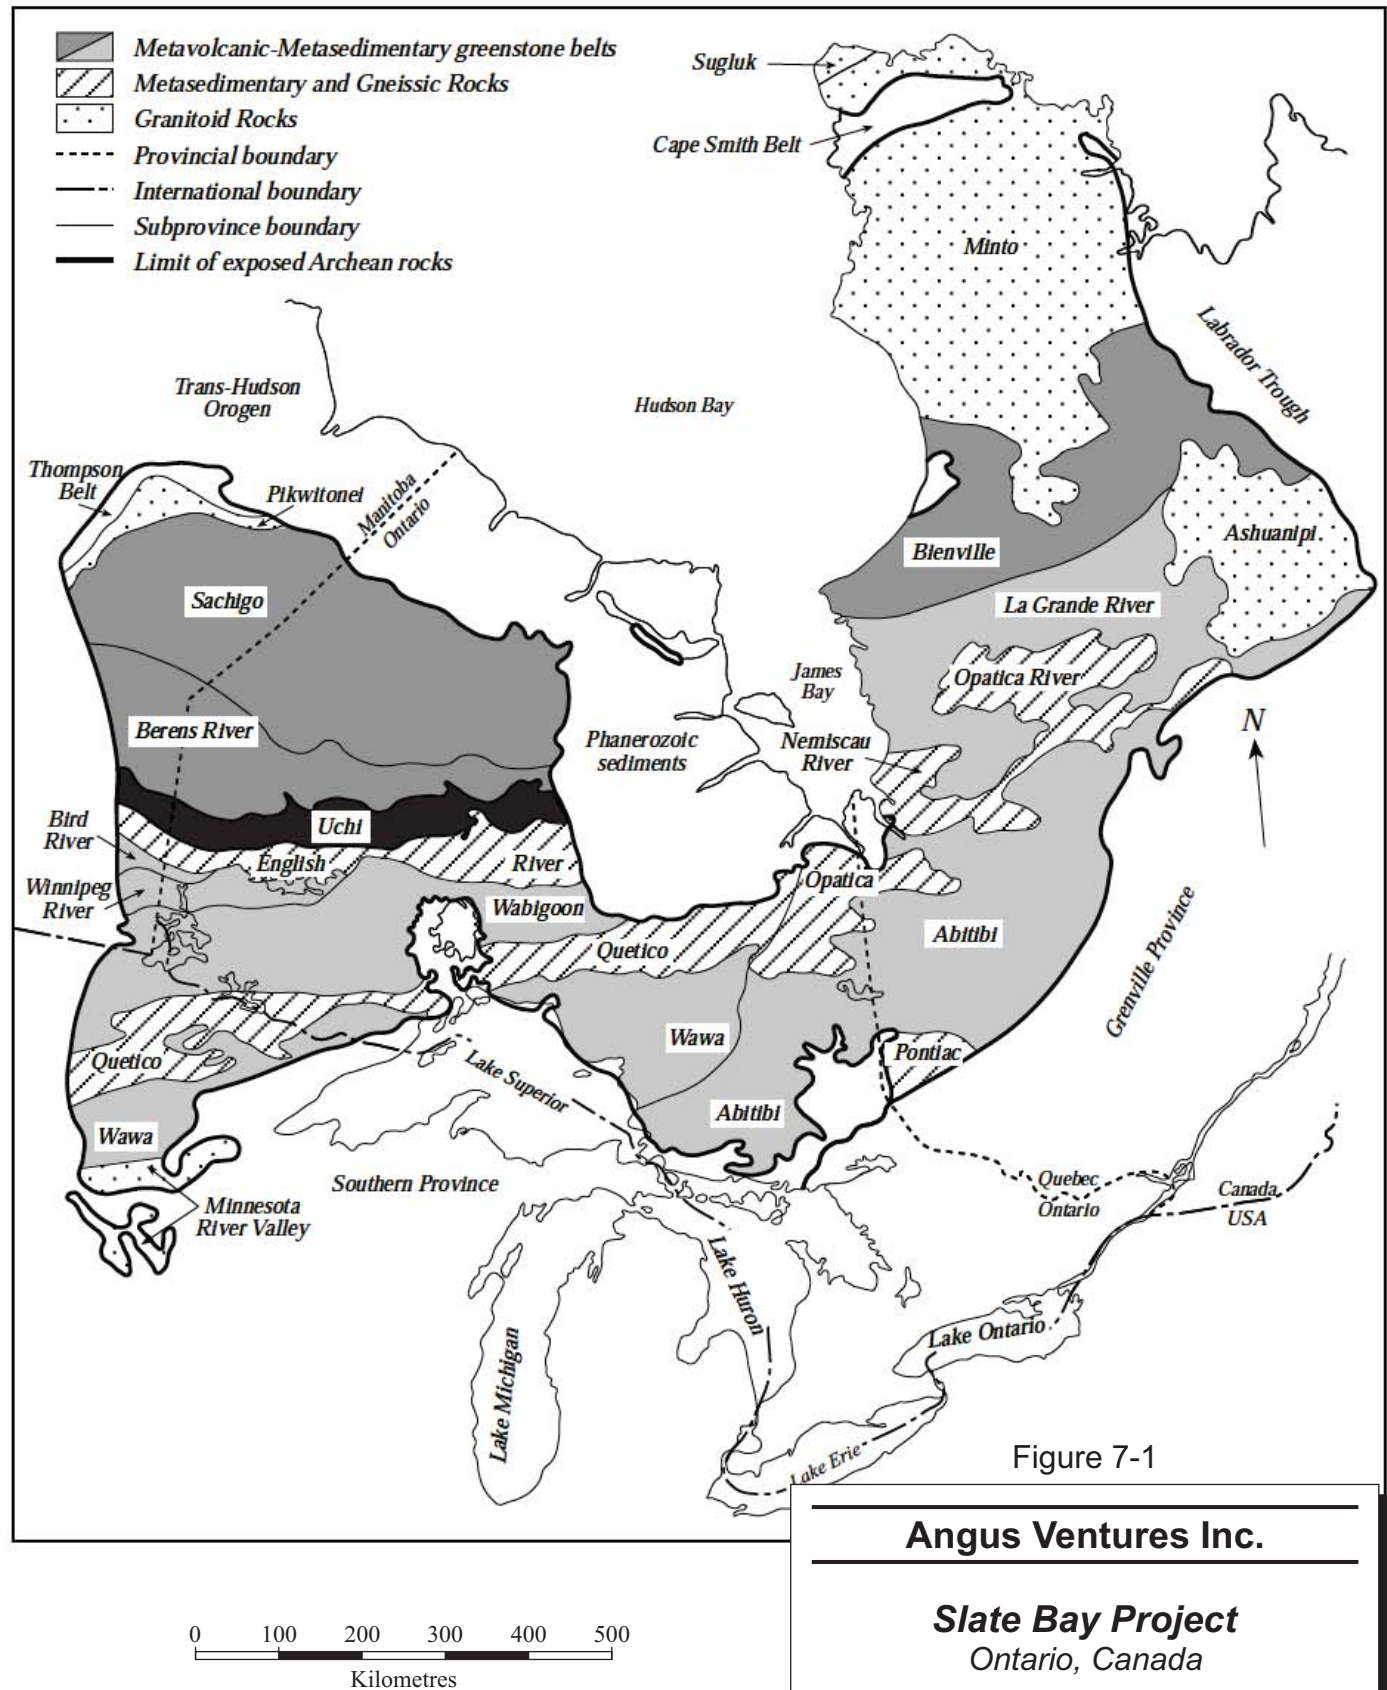 Metavolcanic-Metasedimentary greenstone belts
Metasedimentary and Gneissic Rocks
Granitoid Rocks
Provincial boundary
International boundary
Subprovince boundary
Limit of exposed Archean rocks
Sugluk
Cape Smith Belt
Minto
Labrador Trough
Trans-Hudson
Orogen
Hudson Bay
Thompson
Belt
Pikwitonei
Manitoba
Ontario
Ashuanipi
Bienville
Sachigo
La Grande River
James
Bay
Opatica River
Berens River
Phanerozoic
sediments
Nemiscau
River
N
Bird
River
Uchi
English
River
Winnipeg
River
Opatica
Wabigoon
Abitibi
Quetico
Grenville Province
Wawa
Quetico
Pontiac
Lake Superior
Abitibi
Wawa
Southern Province
Quebec
Ontario
Canada
USA
Minnesota
River Valley
Lake Huron
Lake Ontario
Lake Michigan
Lake Erie
Figure 7-1
Angus Ventures Inc.
Slate Bay Project
Ontario, Canada
0 100 200 300 400 500
Kilometres